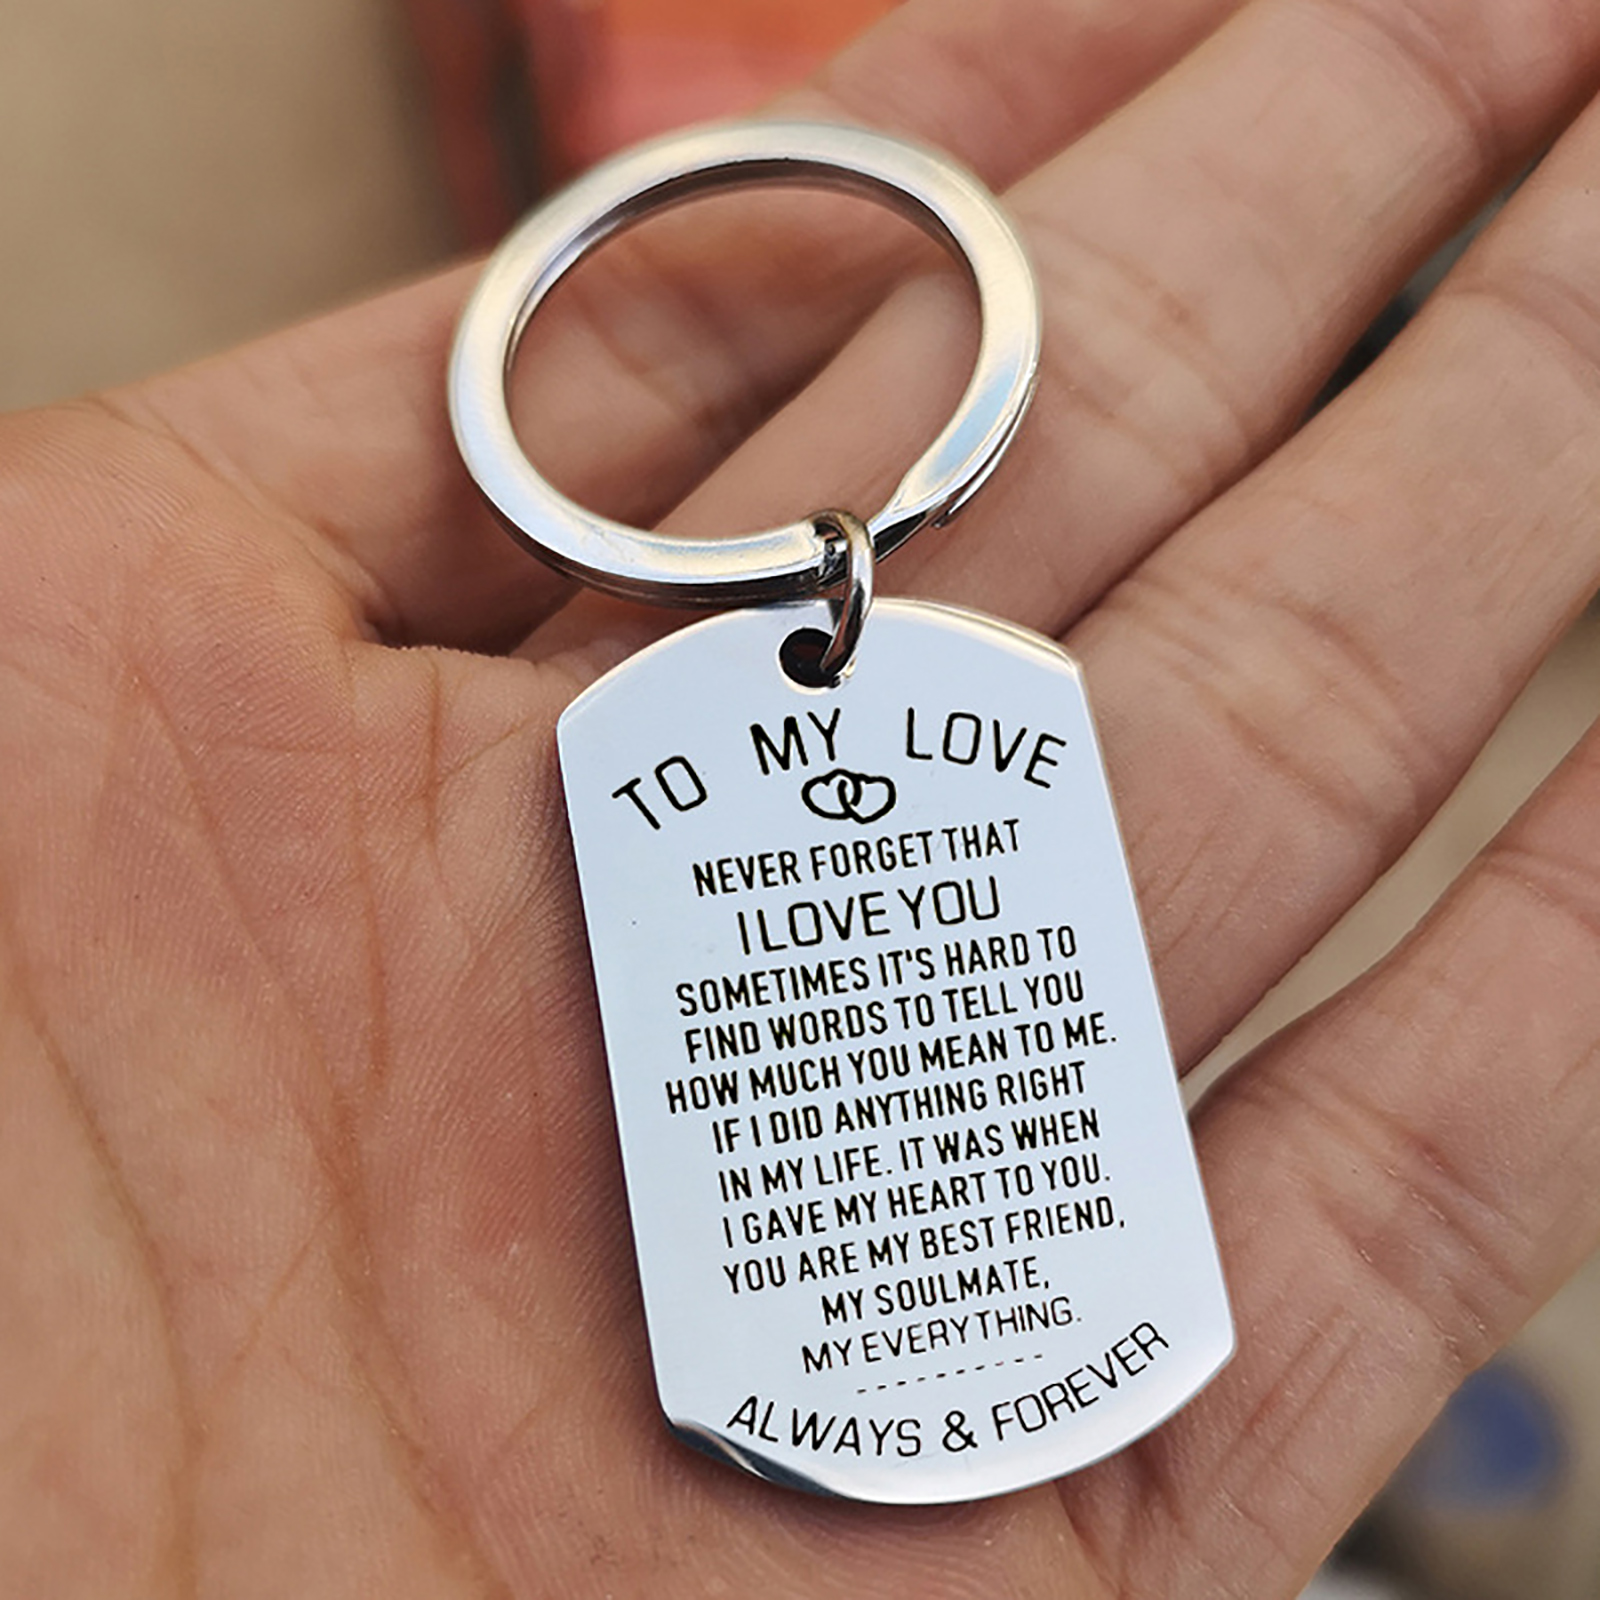 TO MY LOVE
NEVER FORGET THAT
I LOVE YOU
SOMETIMES IT'S HARD TO
FIND WORDS TO TELL YOU
HOW MUCH YOU MEAN TO ME.
IF I DID ANYTHING RIGHT
IN MY LIFE. IT WAS WHEN
I GAVE MY HEART TO YOU.
YOU ARE MY BEST FRIEND,
MY SOULMATE,
MY EVERYTHING.
----------
ALWAYS & FOREVER